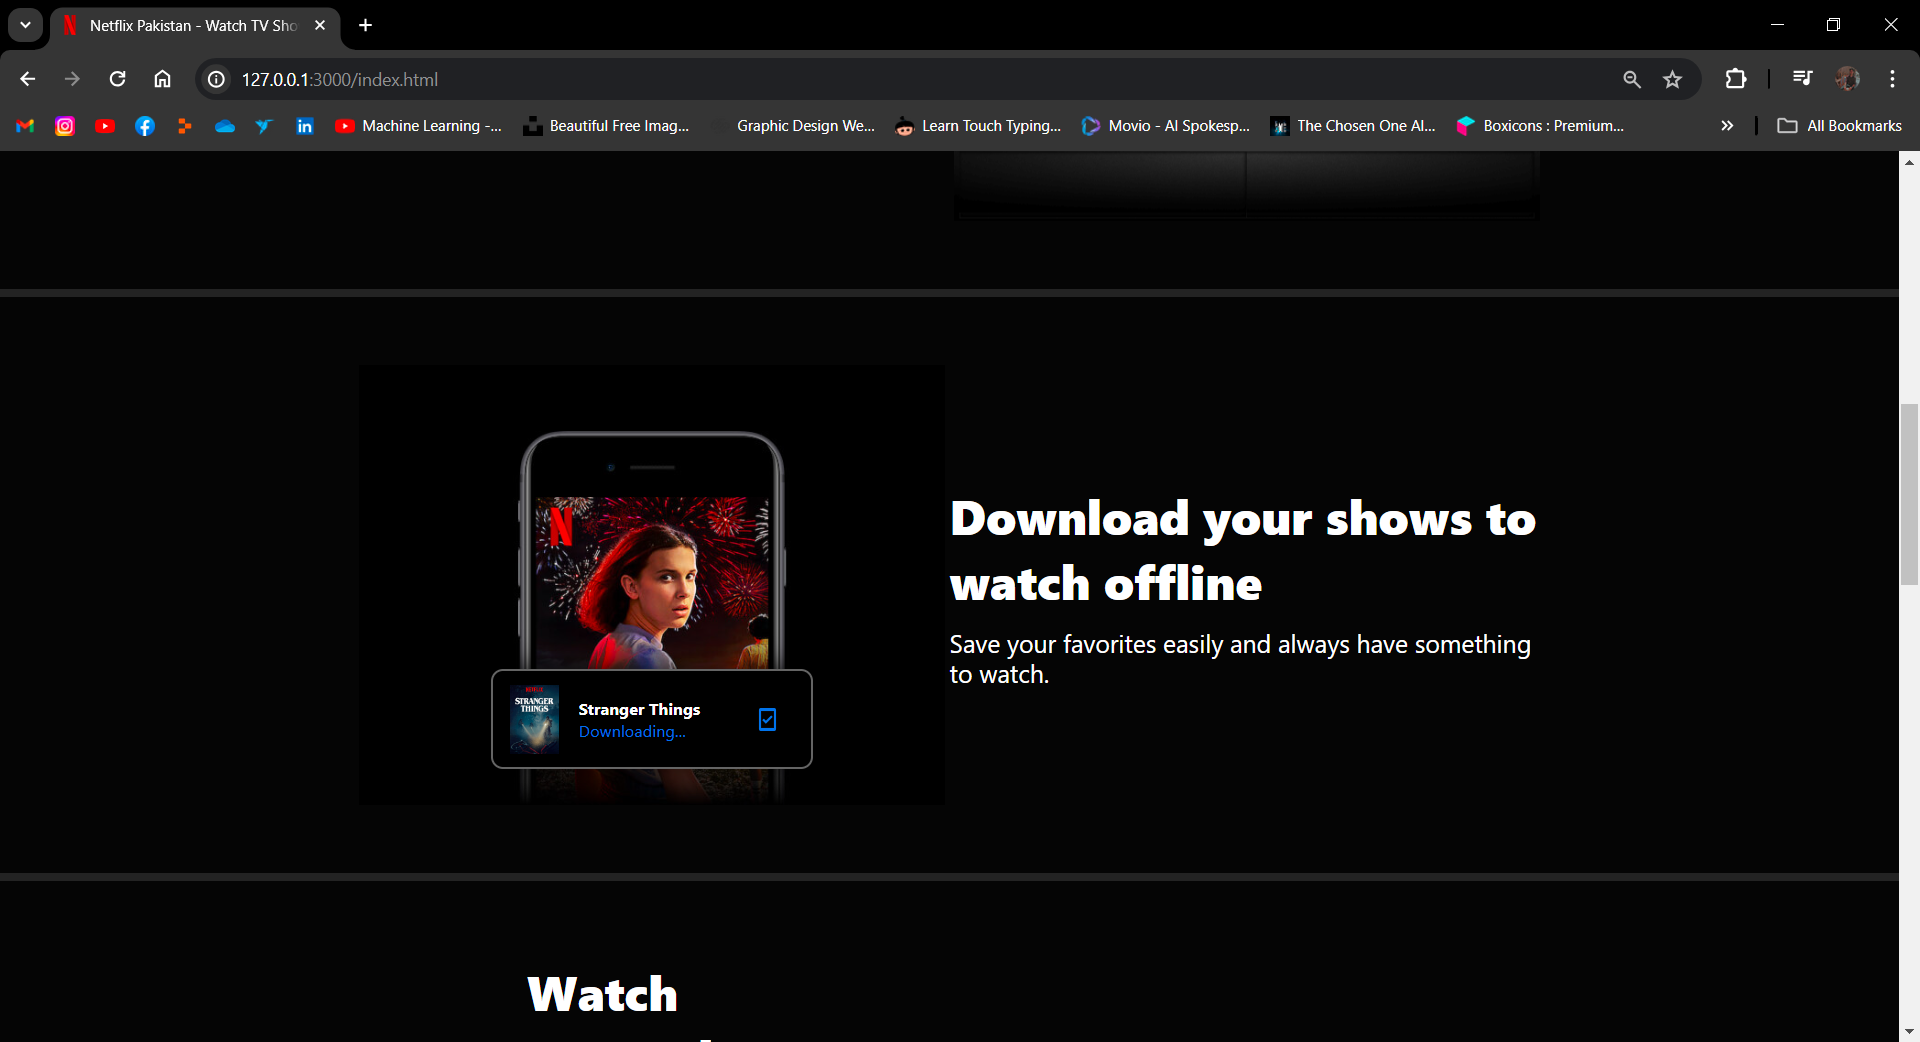 Netflix Pakistan - Watch TV Sho
127.0.0.1:3000/index.html
Machine Learning -... Beautiful Free Imag... Graphic Design We... Learn Touch Typing... Movio - AI Spokesp... The Chosen One AI... Boxicons : Premium... All Bookmarks
Download your shows to
watch offline
Save your favorites easily and always have something
to watch.
N
STRANGER
THINGS
Stranger Things
Downloading...
Watch